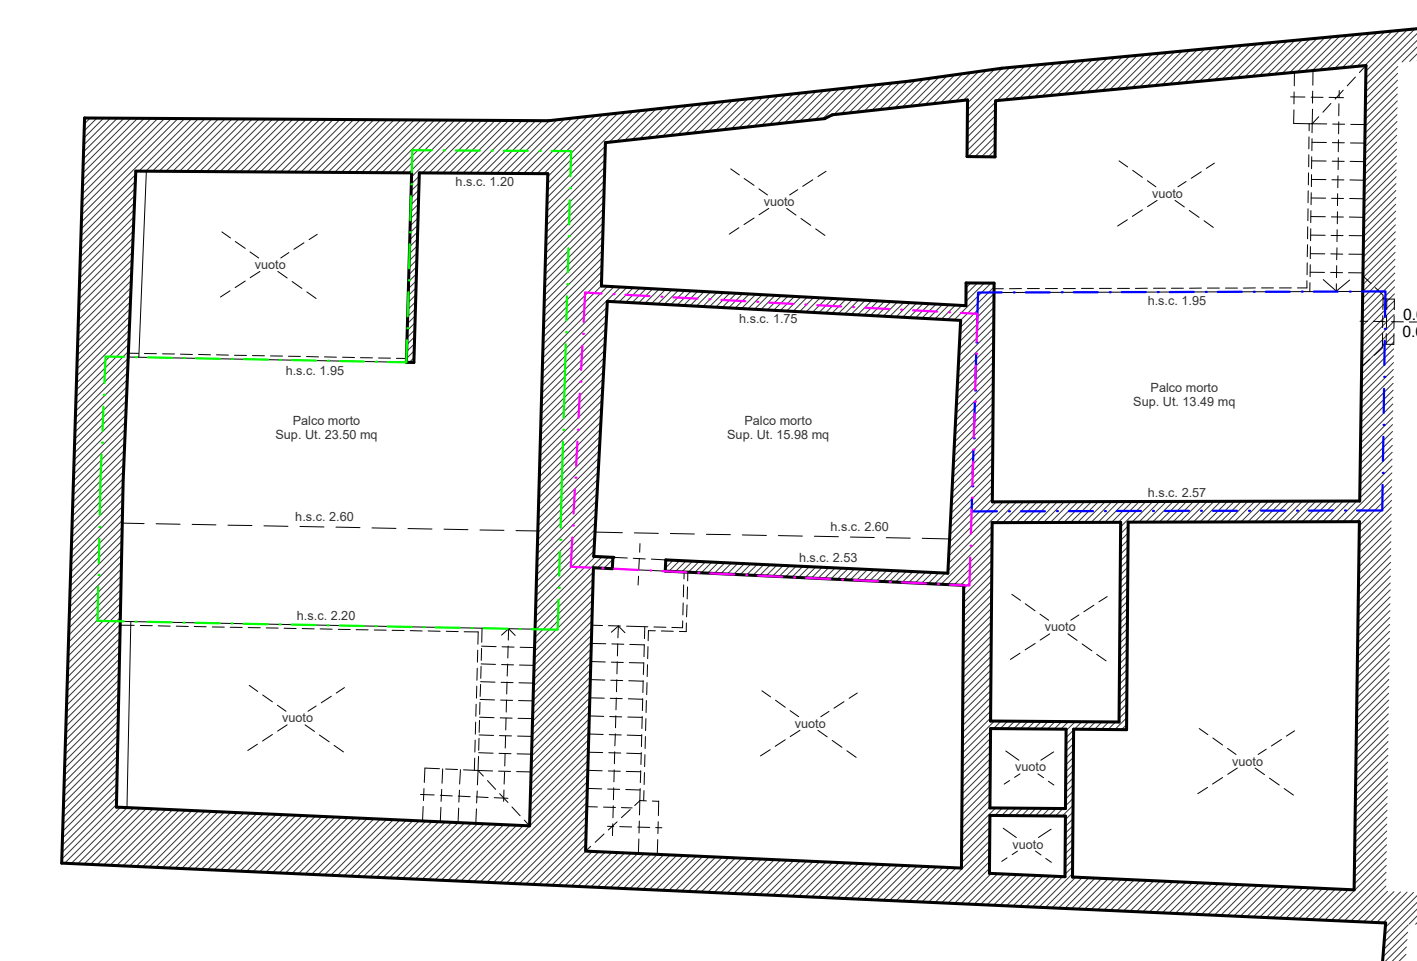 h.s.c. 1.20
vuoto
h.s.c. 1.95
Palco morto
Sup. Ut. 23.50 mq
h.s.c. 2.60
h.s.c. 2.20
vuoto
vuoto
h.s.c. 1.75
Palco morto
Sup. Ut. 15.98 mq
h.s.c. 2.60
h.s.c. 2.53
vuoto
vuoto
h.s.c. 1.95
Palco morto
Sup. Ut. 13.49 mq
h.s.c. 2.57
vuoto
vuoto
vuoto
vuoto